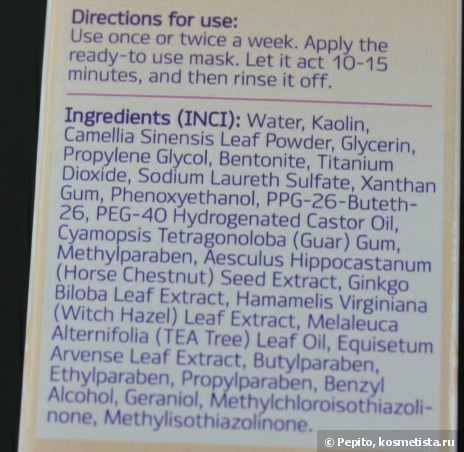 Directions for use:
Use once or twice a week. Apply the
ready-to use mask. Let it act 10-15
minutes, and then rinse it off.
Ingredients (INCI): Water, Kaolin,
Camellia Sinensis Leaf Powder, Glycerin,
Propylene Glycol, Bentonite, Titanium
Dioxide, Sodium Laureth Sulfate, Xanthan
Gum, Phenoxyethanol, PPG-26-Buteth-
26, PEG-40 Hydrogenated Castor Oil,
Cyamopsis Tetragonoloba (Guar) Gum,
Methylparaben, Aesculus Hippocastanum
(Horse Chestnut) Seed Extract, Ginkgo
Biloba Leaf Extract, Hamamelis Virginiana
(Witch Hazel) Leaf Extract, Melaleuca
Alternifolia (TEA Tree) Leaf Oil, Equisetum
Arvense Leaf Extract, Butylparaben,
Ethylparaben, Propylparaben, Benzyl
Alcohol, Geraniol, Methylchloroisothiazoli-
none, Methylisothiazolinone.
© Pepito, kosmetista.ru